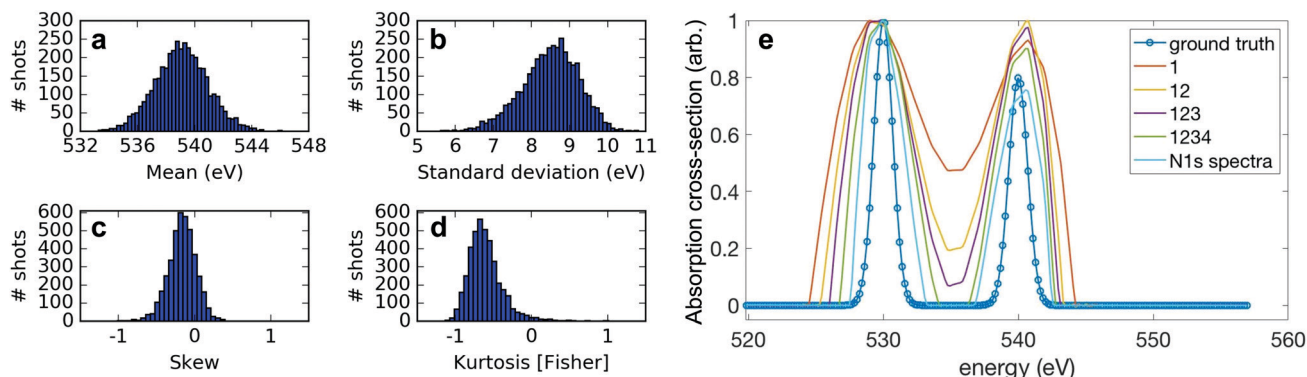 a
# shots
300
250
200
150
100
50
0
532 536 540 544 548
Mean (eV)
b
# shots
300
250
200
150
100
50
0
5 6 7 8 9 10 11
Standard deviation (eV)
c
# shots
600
500
400
300
200
100
0
-1 0 1
Skew
d
# shots
600
500
400
300
200
100
0
-1 0 1
Kurtosis [Fisher]
e
Absorption cross-section (arb.)
1
0.8
0.6
0.4
0.2
0
520 530 540 550 560
energy (eV)
ground truth
1
12
123
1234
N1s spectra